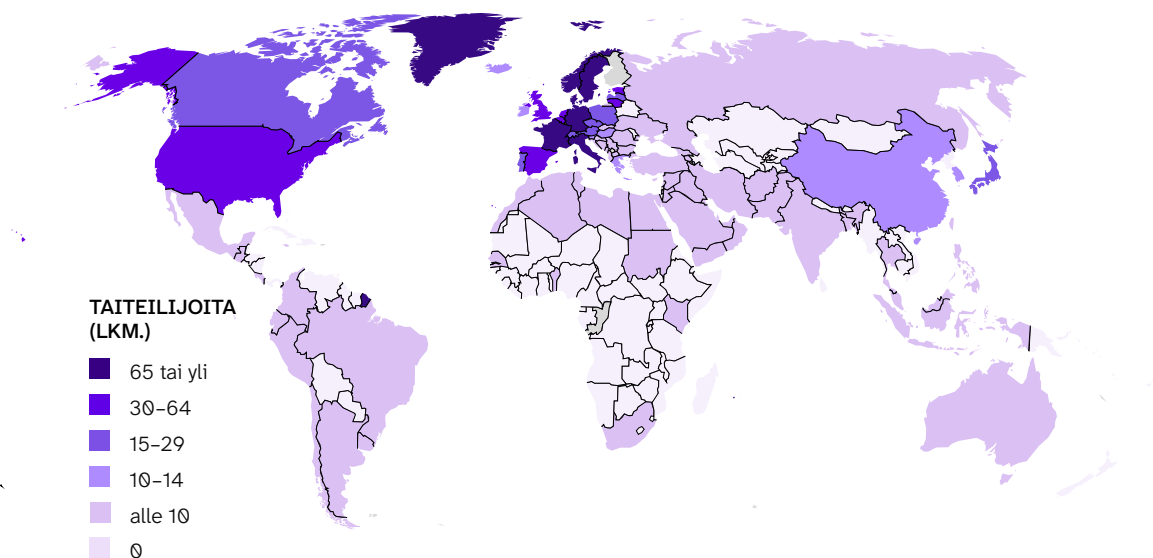 TAITEILIJOITA
(LKM.)
65 tai yli
30–64
15–29
10–14
alle 10
0